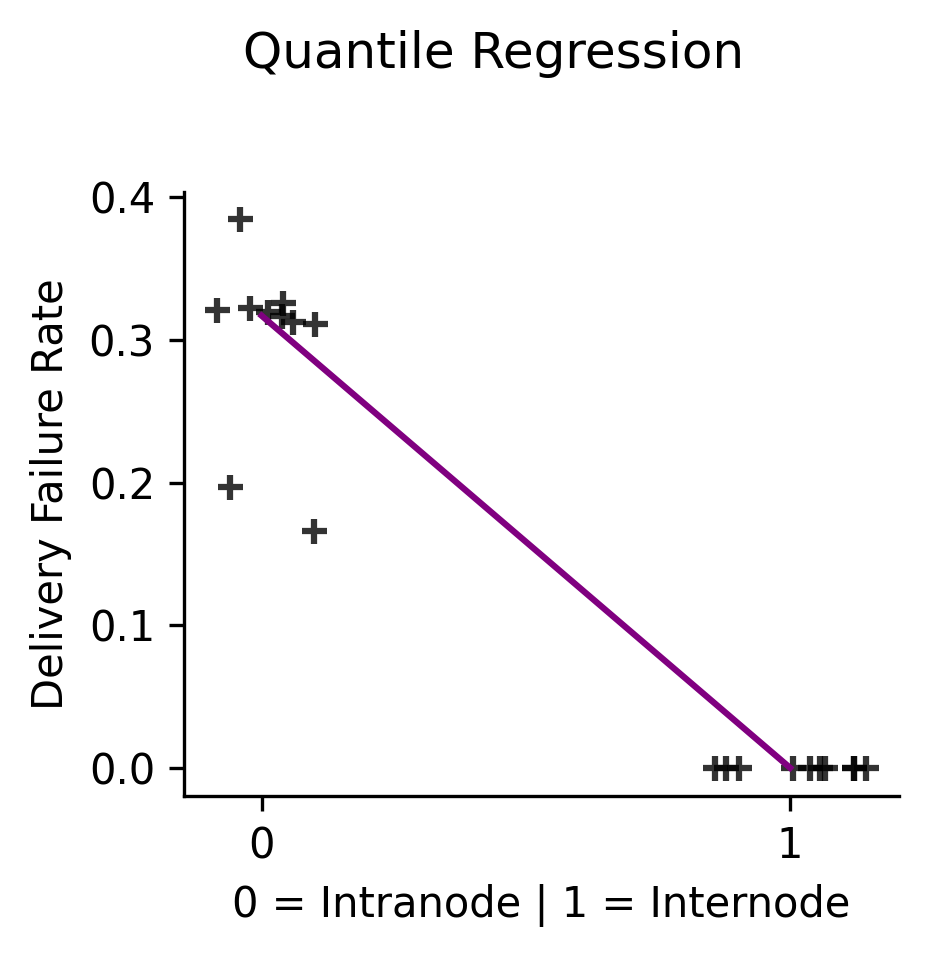 Quantile Regression
0.4
0.3
0.2
0.1
0.0
Delivery Failure Rate
0 1
0 = Intranode | 1 = Internode